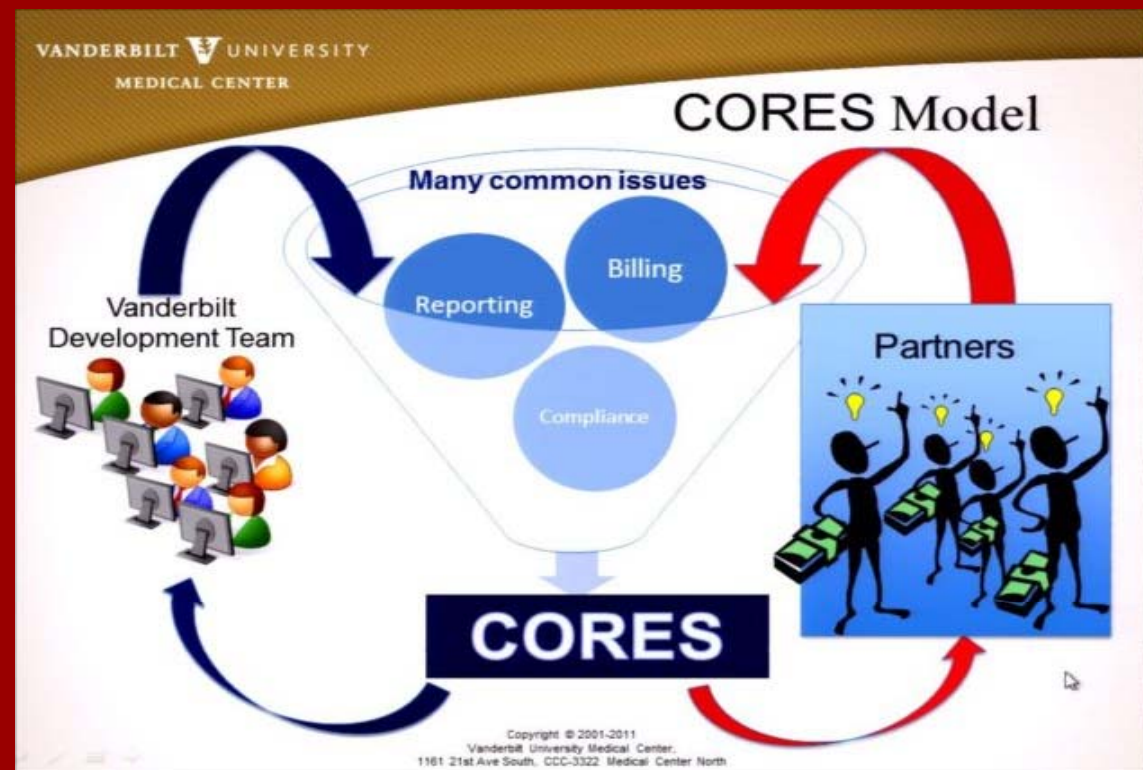 VANDERBILT UNIVERSITY
MEDICAL CENTER
CORES Model
Many common issues
Billing
Reporting
Compliance
Vanderbilt
Development Team
Partners
CORES
Copyright © 2001-2011
Vanderbilt University Medical Center,
1161 21st Ave South, CCC-3322 Medical Center North